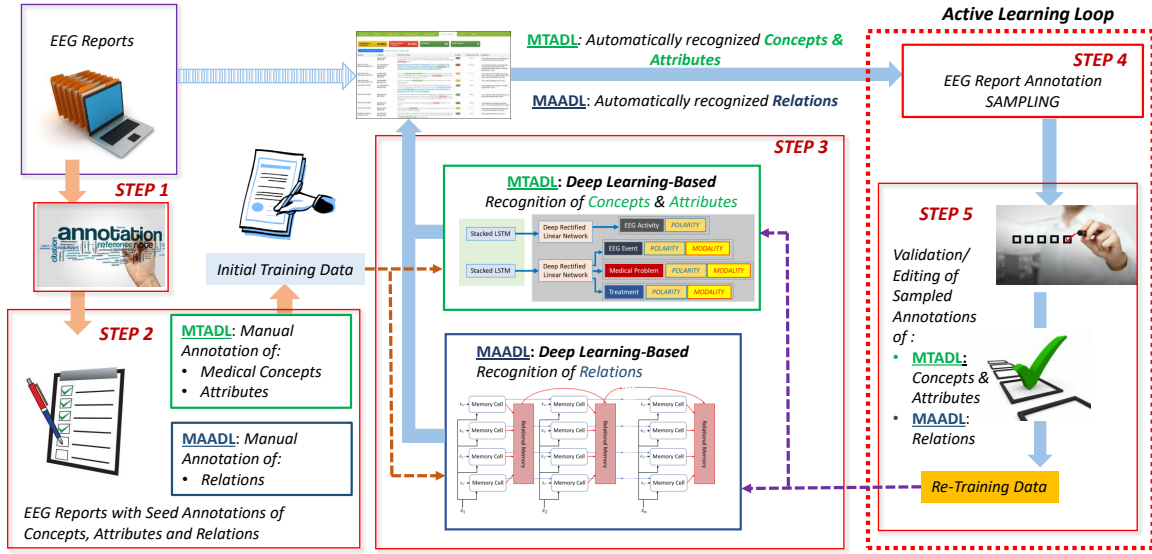 EEG Reports
STEP 1
annotation
reference
note
STEP 2
MTADL: Manual
Annotation of:
• Medical Concepts
• Attributes
MAADL: Manual
Annotation of:
• Relations
EEG Reports with Seed Annotations of
Concepts, Attributes and Relations
Initial Training Data
MTADL: Automatically recognized Concepts &
Attributes
MAADL: Automatically recognized Relations
STEP 3
MTADL: Deep Learning-Based
Recognition of Concepts & Attributes
Stacked LSTM
Deep Rectified
Linear Network
EEG Activity
POLARITY
Stacked LSTM
Deep Rectified
Linear Network
EEG Event
POLARITY
MODALITY
Medical Problem
POLARITY
MODALITY
Treatment
POLARITY
MODALITY
MAADL: Deep Learning-Based
Recognition of Relations
Memory Cell
Memory Cell
Memory Cell
Memory Cell
Relational Memory
Memory Cell
Memory Cell
Memory Cell
Memory Cell
Relational Memory
Memory Cell
Memory Cell
Memory Cell
Memory Cell
Relational Memory
Active Learning Loop
STEP 4
EEG Report Annotation
SAMPLING
STEP 5
Validation/
Editing of
Sampled
Annotations
of :
• MTADL:
Concepts &
Attributes
• MAADL:
Relations
Re-Training Data